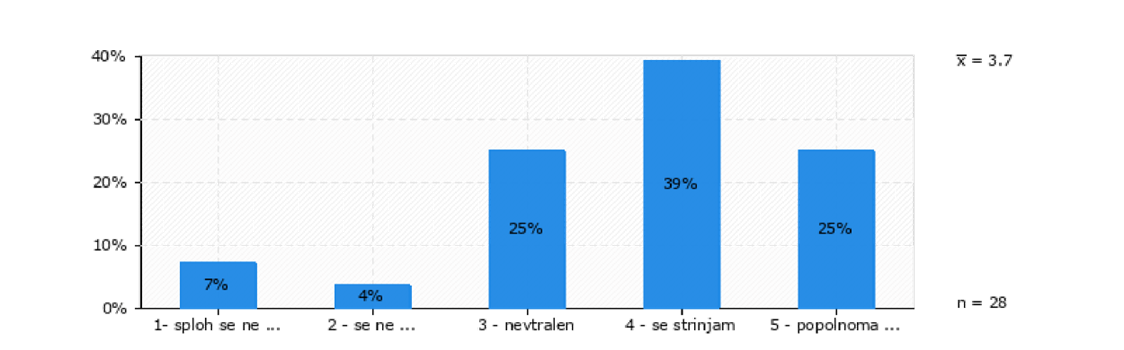 40%
x̅ = 3.7
30%
20%
39%
25%
25%
10%
7%
4%
0%
n = 28
1- sploh se ne ...
2 - se ne ...
3 - nevtralen
4 - se strinjam
5 - popolnoma ...